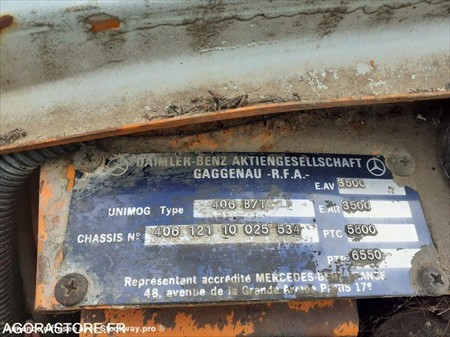 DAIMLER-BENZ AKTIENGESELLSCHAFT
GAGGENAU -R.F.A.-
E.AV 3500
UNIMOG Type 406 B/T
E.AR 3500
CHASSIS No 406 121 10 025 534
PTC 5800
PTR 6550
Représentant accrédité MERCEDES-BENZ FRANCE
48, avenue de la Grande Armée PARIS 17e
AGORASTORE.FR
.pro ®